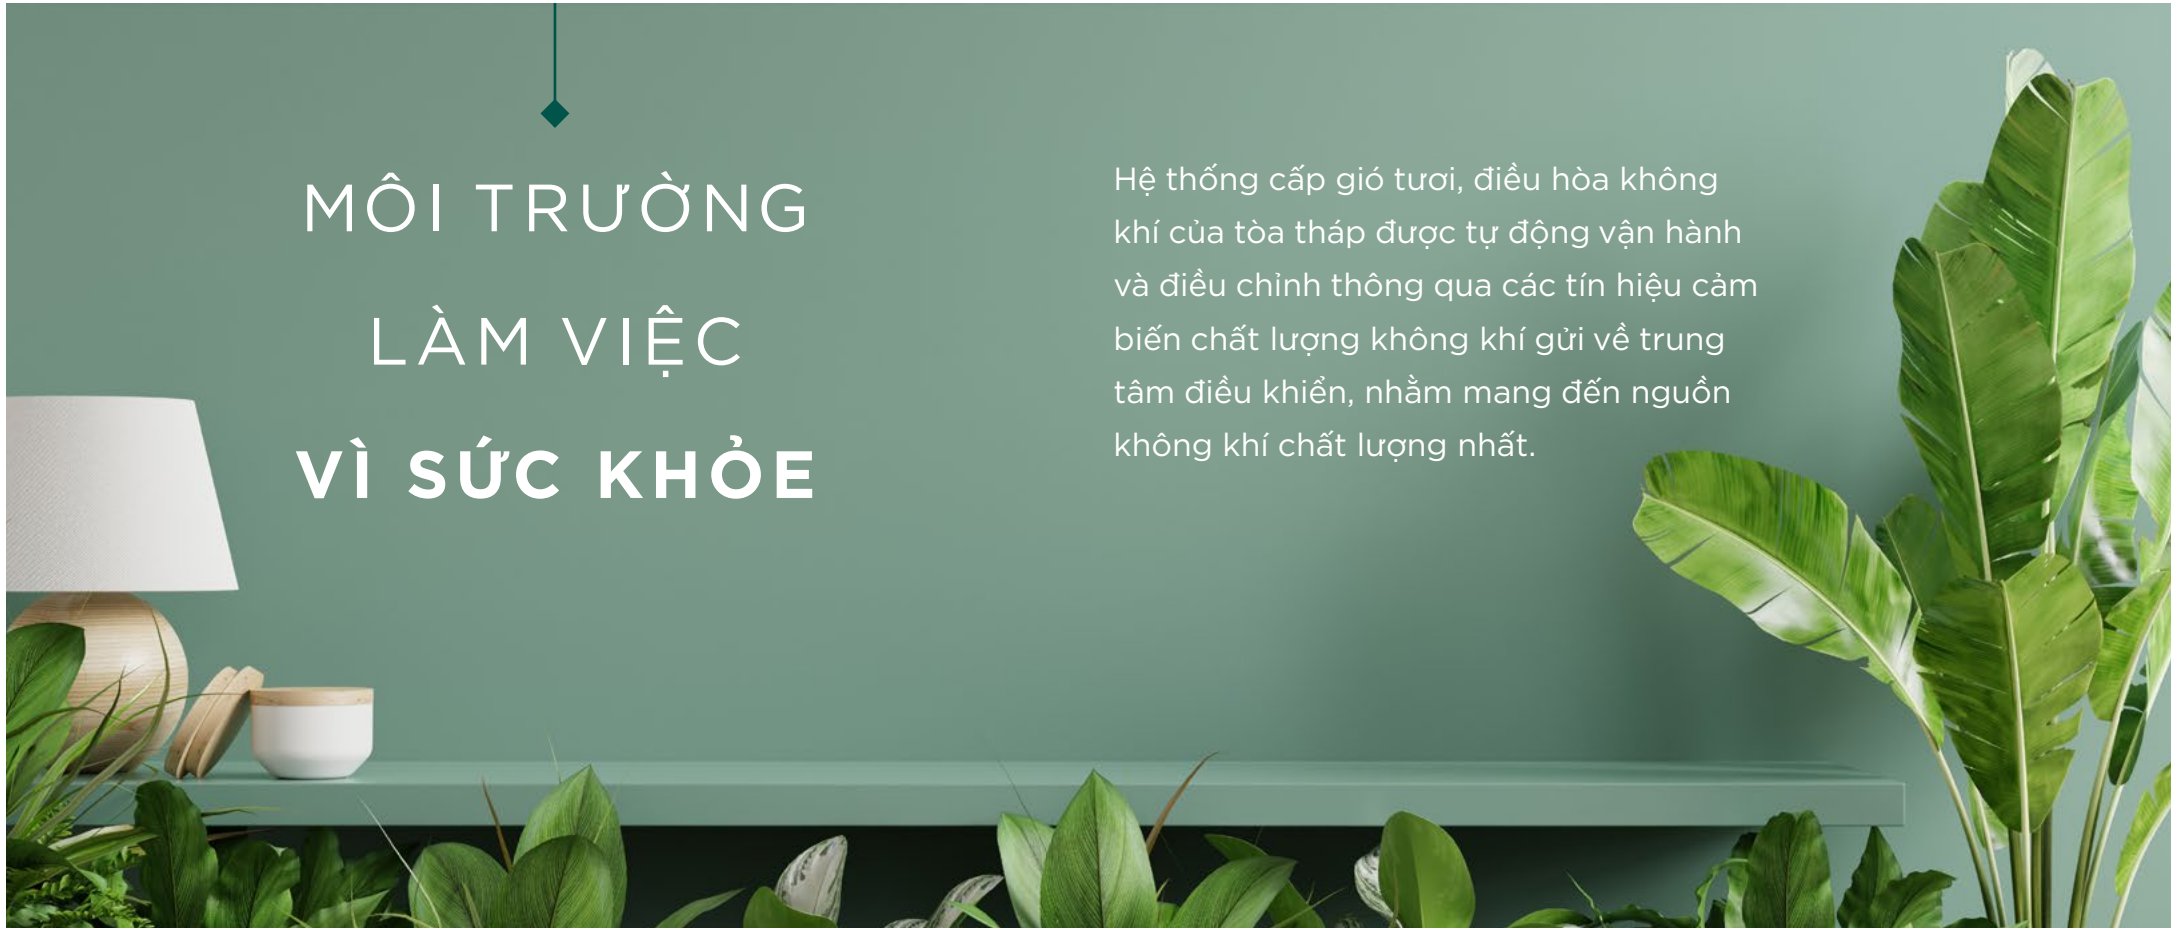 MÔI TRƯỜNG
LÀM VIỆC
VÌ SỨC KHỎE
Hệ thống cấp gió tươi, điều hòa không
khí của tòa tháp được tự động vận hành
và điều chỉnh thông qua các tín hiệu cảm
biến chất lượng không khí gửi về trung
tâm điều khiển, nhằm mang đến nguồn
không khí chất lượng nhất.